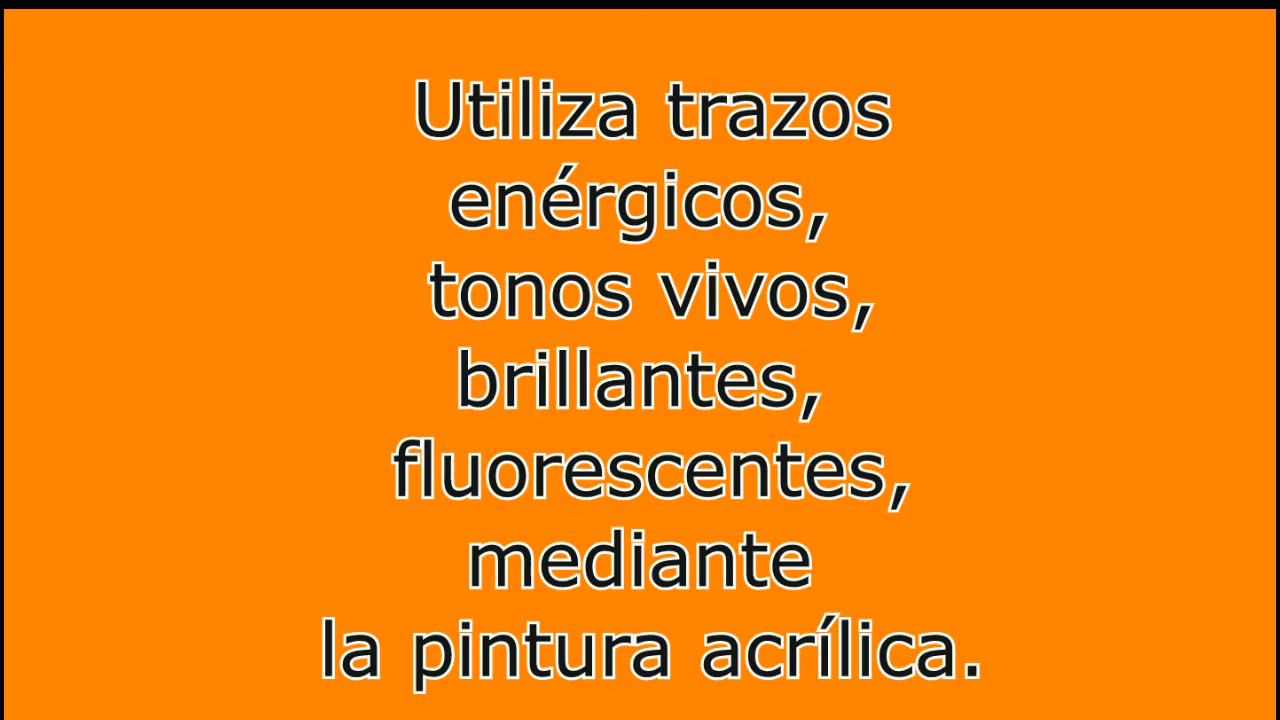 Utiliza trazos
enérgicos,
tonos vivos,
brillantes,
fluorescentes,
mediante
la pintura acrílica.